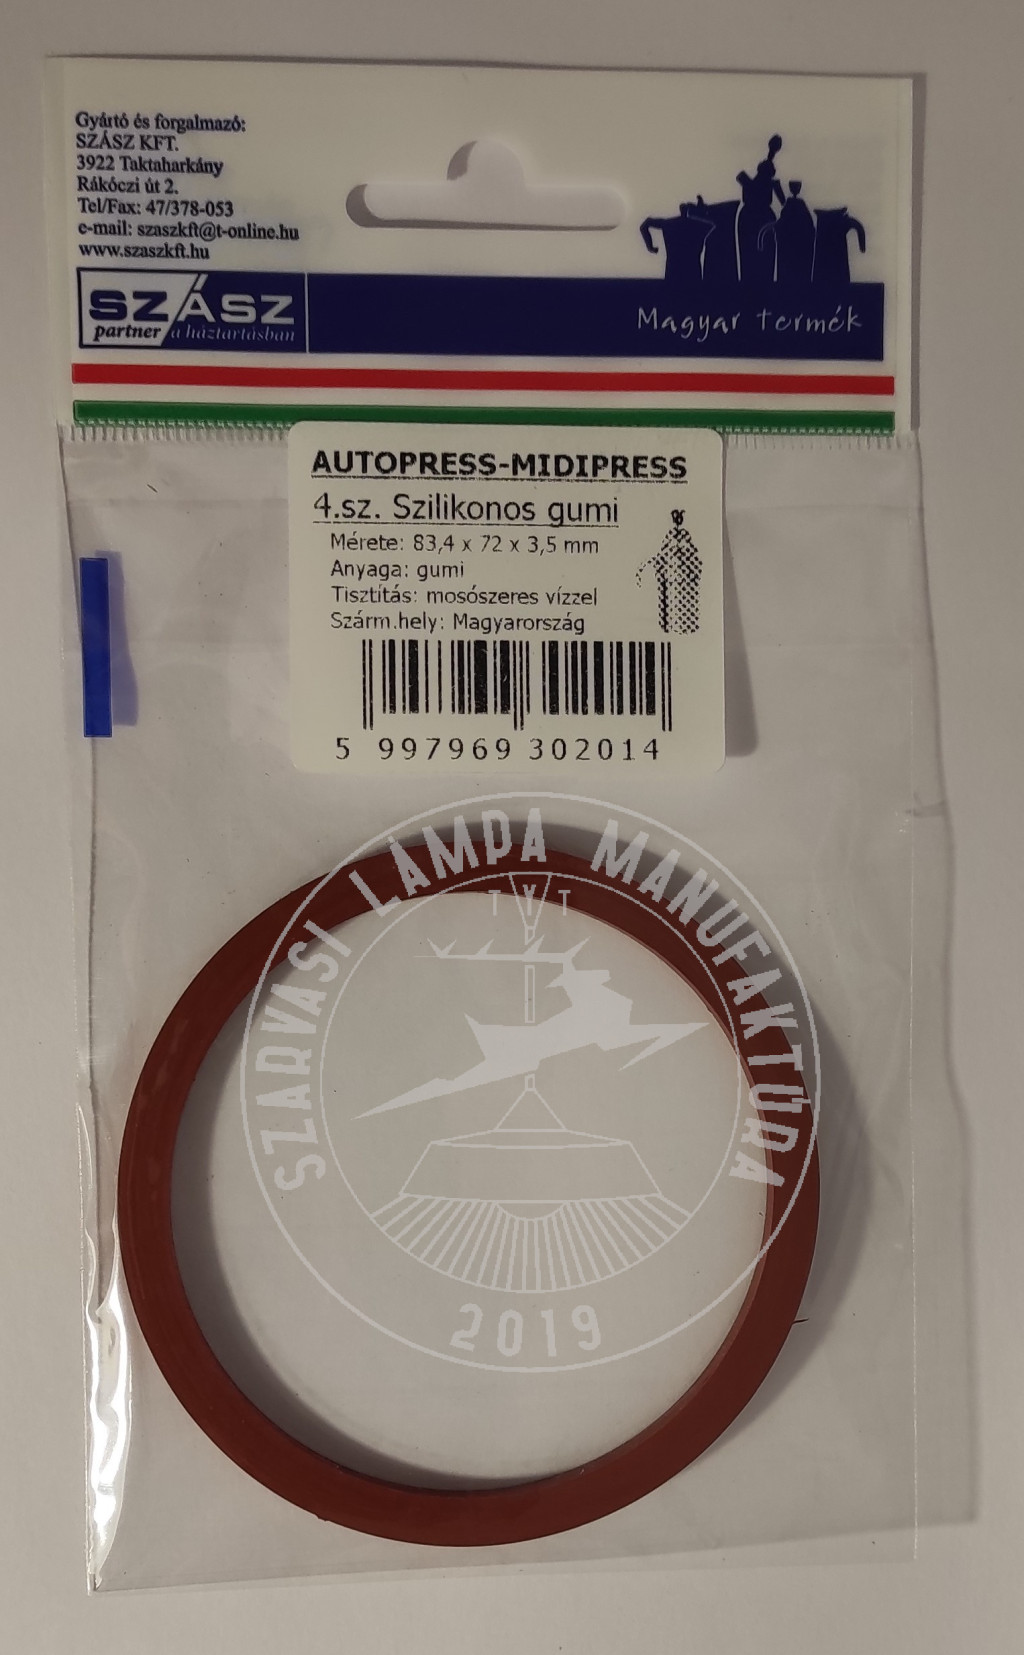 Gyártó és forgalmazó:
SZÁSZ KFT.
3922 Taktaharkány
Rákóczi út 2.
Tel/Fax: 47/378-053
e-mail: szaszkft@t-online.hu
www.szaszkft.hu
SZÁSZ
partner a háztartásban
Magyar termék
AUTOPRESS-MIDIPRESS
4.sz. Szilikonos gumi
Mérete: 83,4 x 72 x 3,5 mm
Anyaga: gumi
Tisztítás: mosószeres vízzel
Szárm.hely: Magyarország
5 997969 302014
SZARVASI LÁMPA MANUFAKTÚRA
TYT
2019